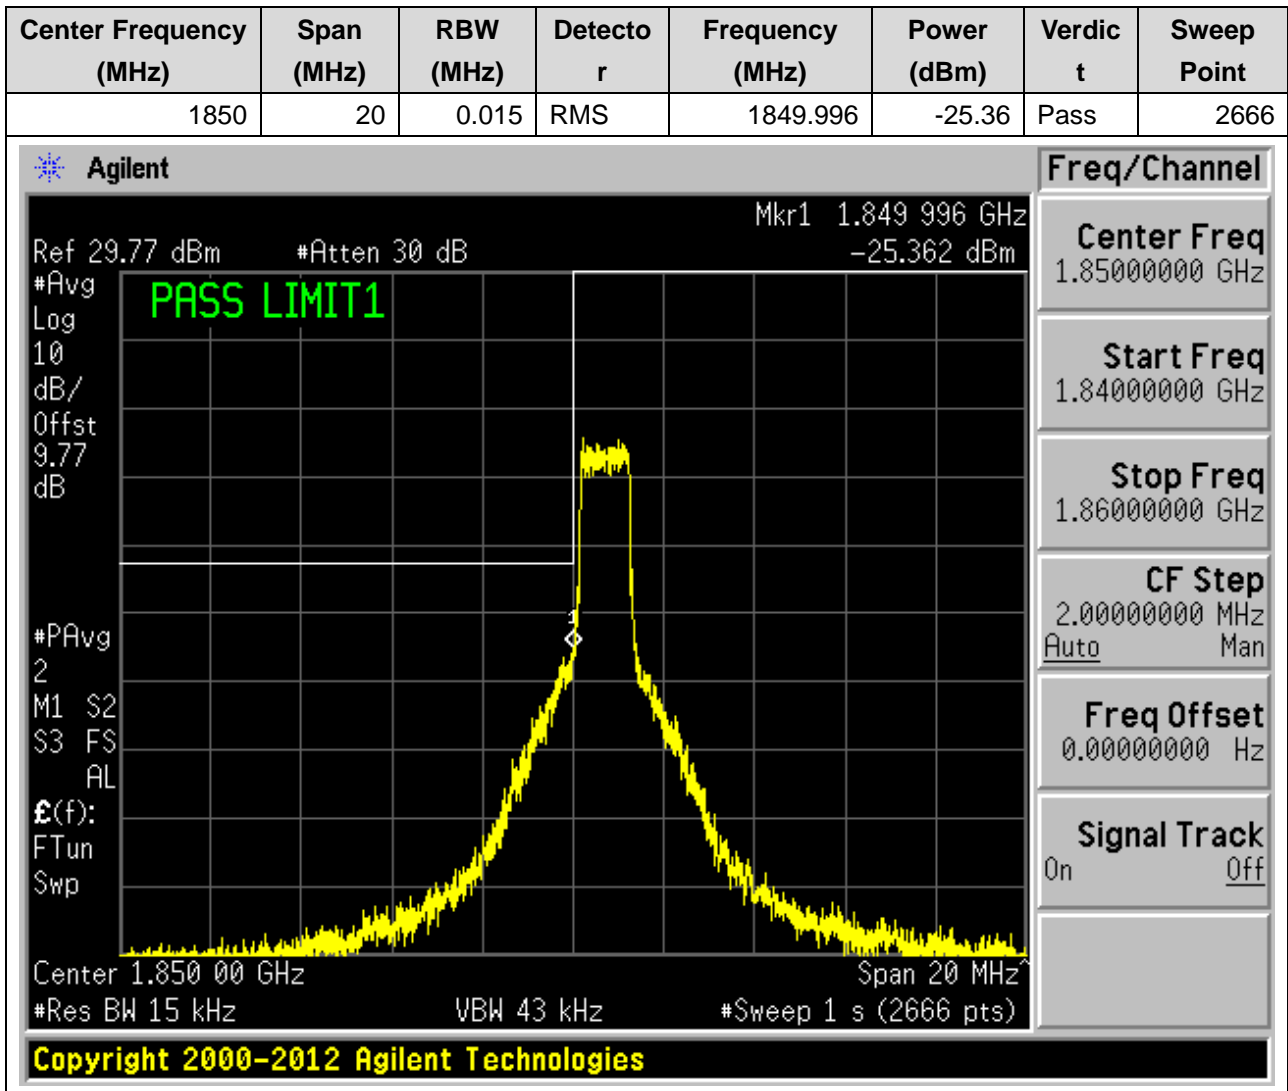 Center Frequency Span RBW Detecto Frequency Power Verdic Sweep
(MHz) (MHz) (MHz) r (MHz) (dBm) t Point
1850 20 0.015 RMS 1849.996 -25.36 Pass 2666
Agilent Freq/Channel
Mkr1 1.849 996 GHz
Ref 29.77 dBm #Atten 30 dB -25.362 dBm
#Avg
Log
10
dB/
Offst
9.77
dB
PASS LIMIT1
1
#PAvg
2
M1 S2
S3 FS
AL
£(f):
FTun
Swp
Center 1.850 00 GHz Span 20 MHz^
#Res BW 15 kHz VBW 43 kHz #Sweep 1 s (2666 pts)
Center Freq
1.85000000 GHz
Start Freq
1.84000000 GHz
Stop Freq
1.86000000 GHz
CF Step
2.00000000 MHz
Auto Man
Freq Offset
0.00000000 Hz
Signal Track
On Off
Copyright 2000-2012 Agilent Technologies